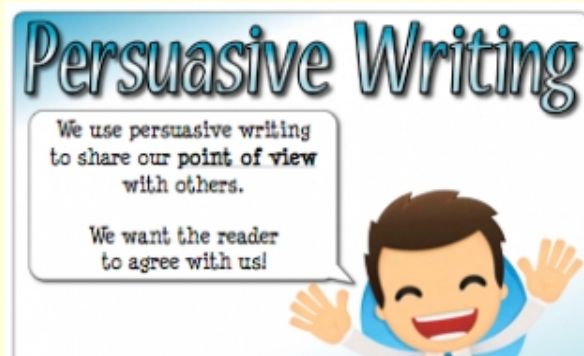 Persuasive Writing
We use persuasive writing
to share our point of view
with others.
We want the reader
to agree with us!